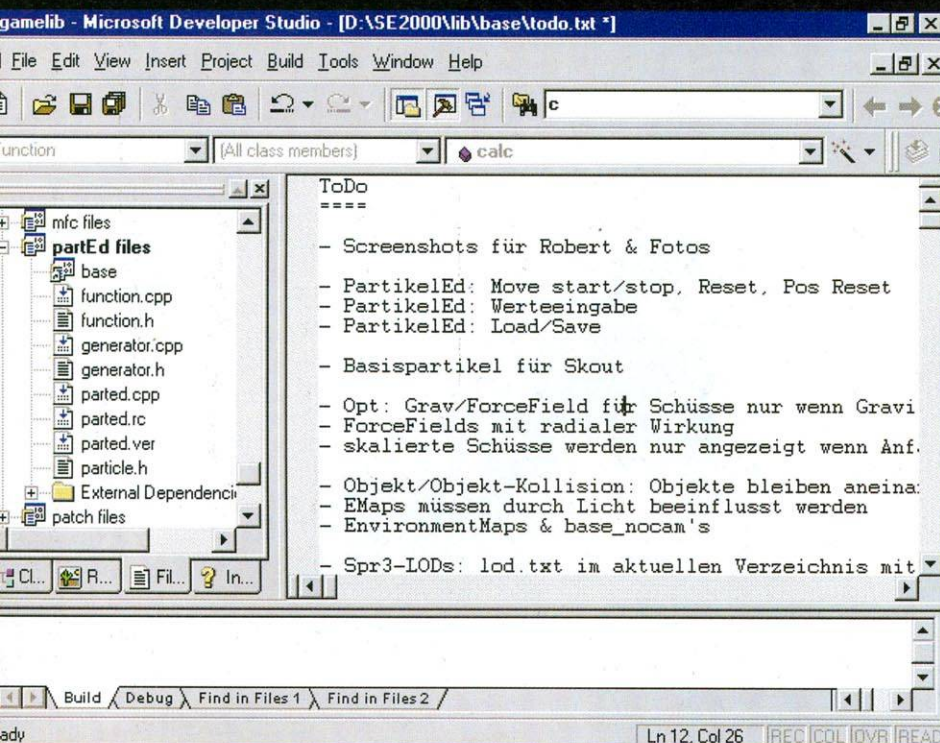 gamelib - Microsoft Developer Studio - [D:\SE2000\lib\base\todo.txt *]
File Edit View Insert Project Build Tools Window Help
c
function
(All class members)
calc
mfc files
partEd files
base
function.cpp
function.h
generator.cpp
generator.h
parted.cpp
parted.rc
parted.ver
particle.h
External Dependenci
patch files
Cl... R... Fil... In...
ToDo
====
- Screenshots für Robert & Fotos
- PartikelEd: Move start/stop, Reset, Pos Reset
- PartikelEd: Werteeingabe
- PartikelEd: Load/Save
- Basispartikel für Skout
- Opt: Grav/ForceField für Schüsse nur wenn Gravi
- ForceFields mit radialer Wirkung
- skalierte Schüsse werden nur angezeigt wenn Anf
- Objekt/Objekt-Kollision: Objekte bleiben aneina
- EMaps müssen durch Licht beeinflusst werden
- EnvironmentMaps & base_nocam's
- Spr3-LODs: lod.txt im aktuellen Verzeichnis mit
Build Debug Find in Files 1 Find in Files 2
ady
Ln 12, Col 26 REC COL OVR READ